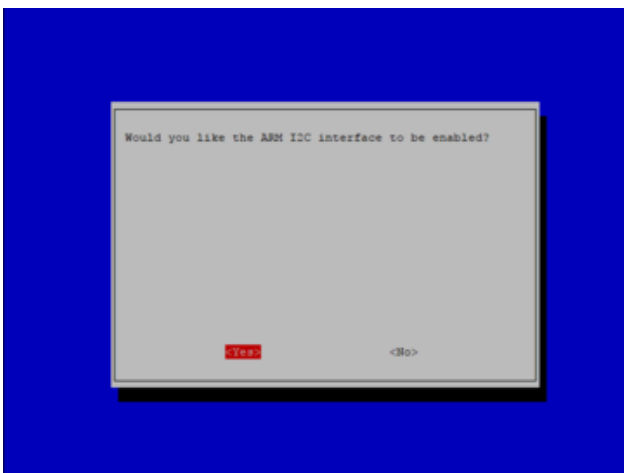 Would you like the ARM I2C interface to be enabled?
<Yes>
<No>